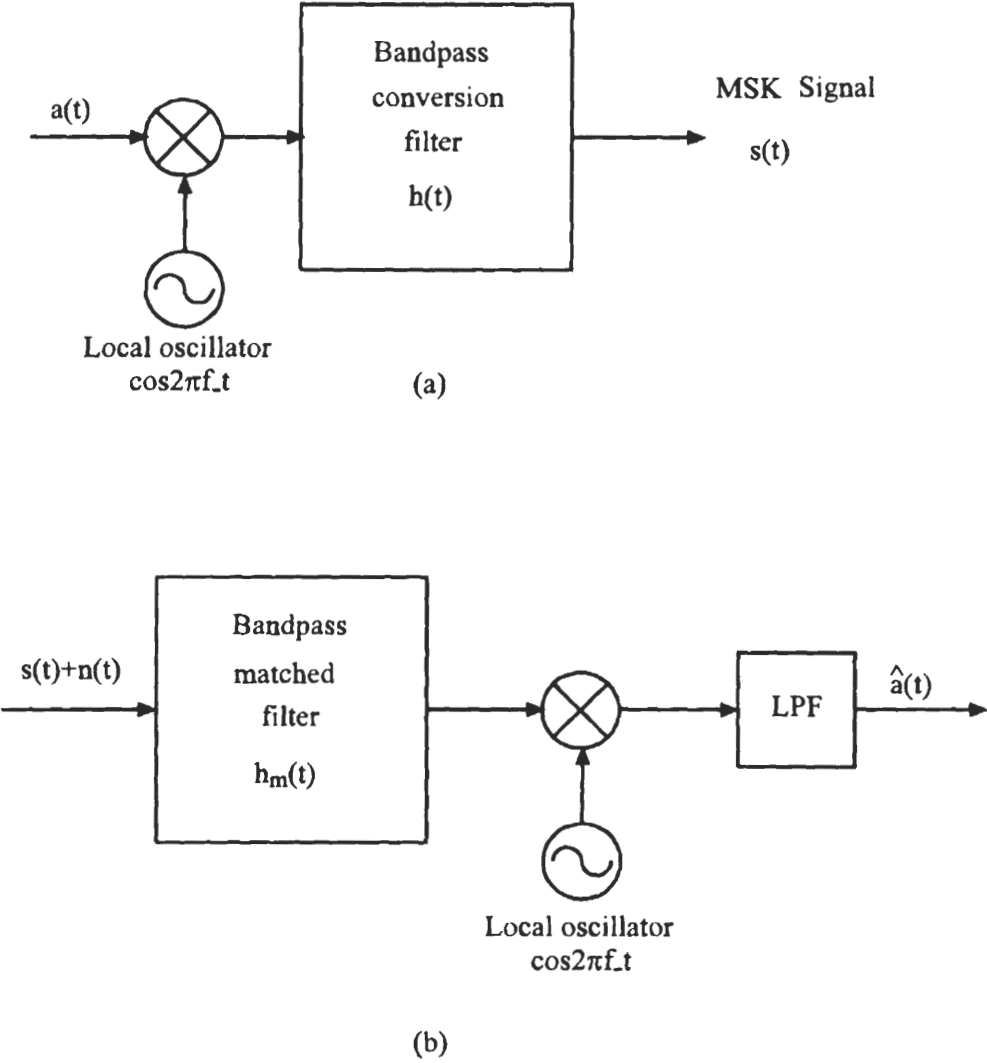 Bandpass
conversion
filter
h(t)
a(t)
MSK Signal
s(t)
Local oscillator
cos2πf_t
(a)
Bandpass
matched
filter
hₘ(t)
s(t)+n(t)
LPF
â(t)
Local oscillator
cos2πf_t
(b)